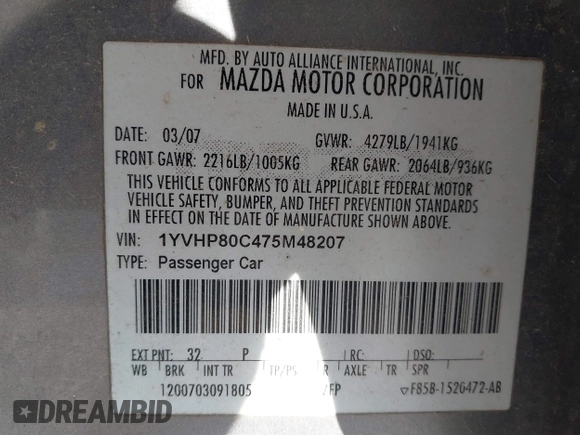 MFD. BY AUTO ALLIANCE INTERNATIONAL, INC.
FOR MAZDA MOTOR CORPORATION
MADE IN U.S.A.
DATE: 03/07 GVWR: 4279LB/1941KG
FRONT GAWR: 2216LB/1005KG REAR GAWR: 2064LB/936KG
THIS VEHICLE CONFORMS TO ALL APPLICABLE FEDERAL MOTOR
VEHICLE SAFETY, BUMPER, AND THEFT PREVENTION STANDARDS
IN EFFECT ON THE DATE OF MANUFACTURE SHOWN ABOVE.
VIN: 1YVHP80C475M48207
TYPE: Passenger Car
EXT PNT: 32 P RC: DSO:
WB BRK INT TR TP/PS R AXLE TR SPR
1200703091805 /FP ▽F85B-1520472-AB
DREAMBID